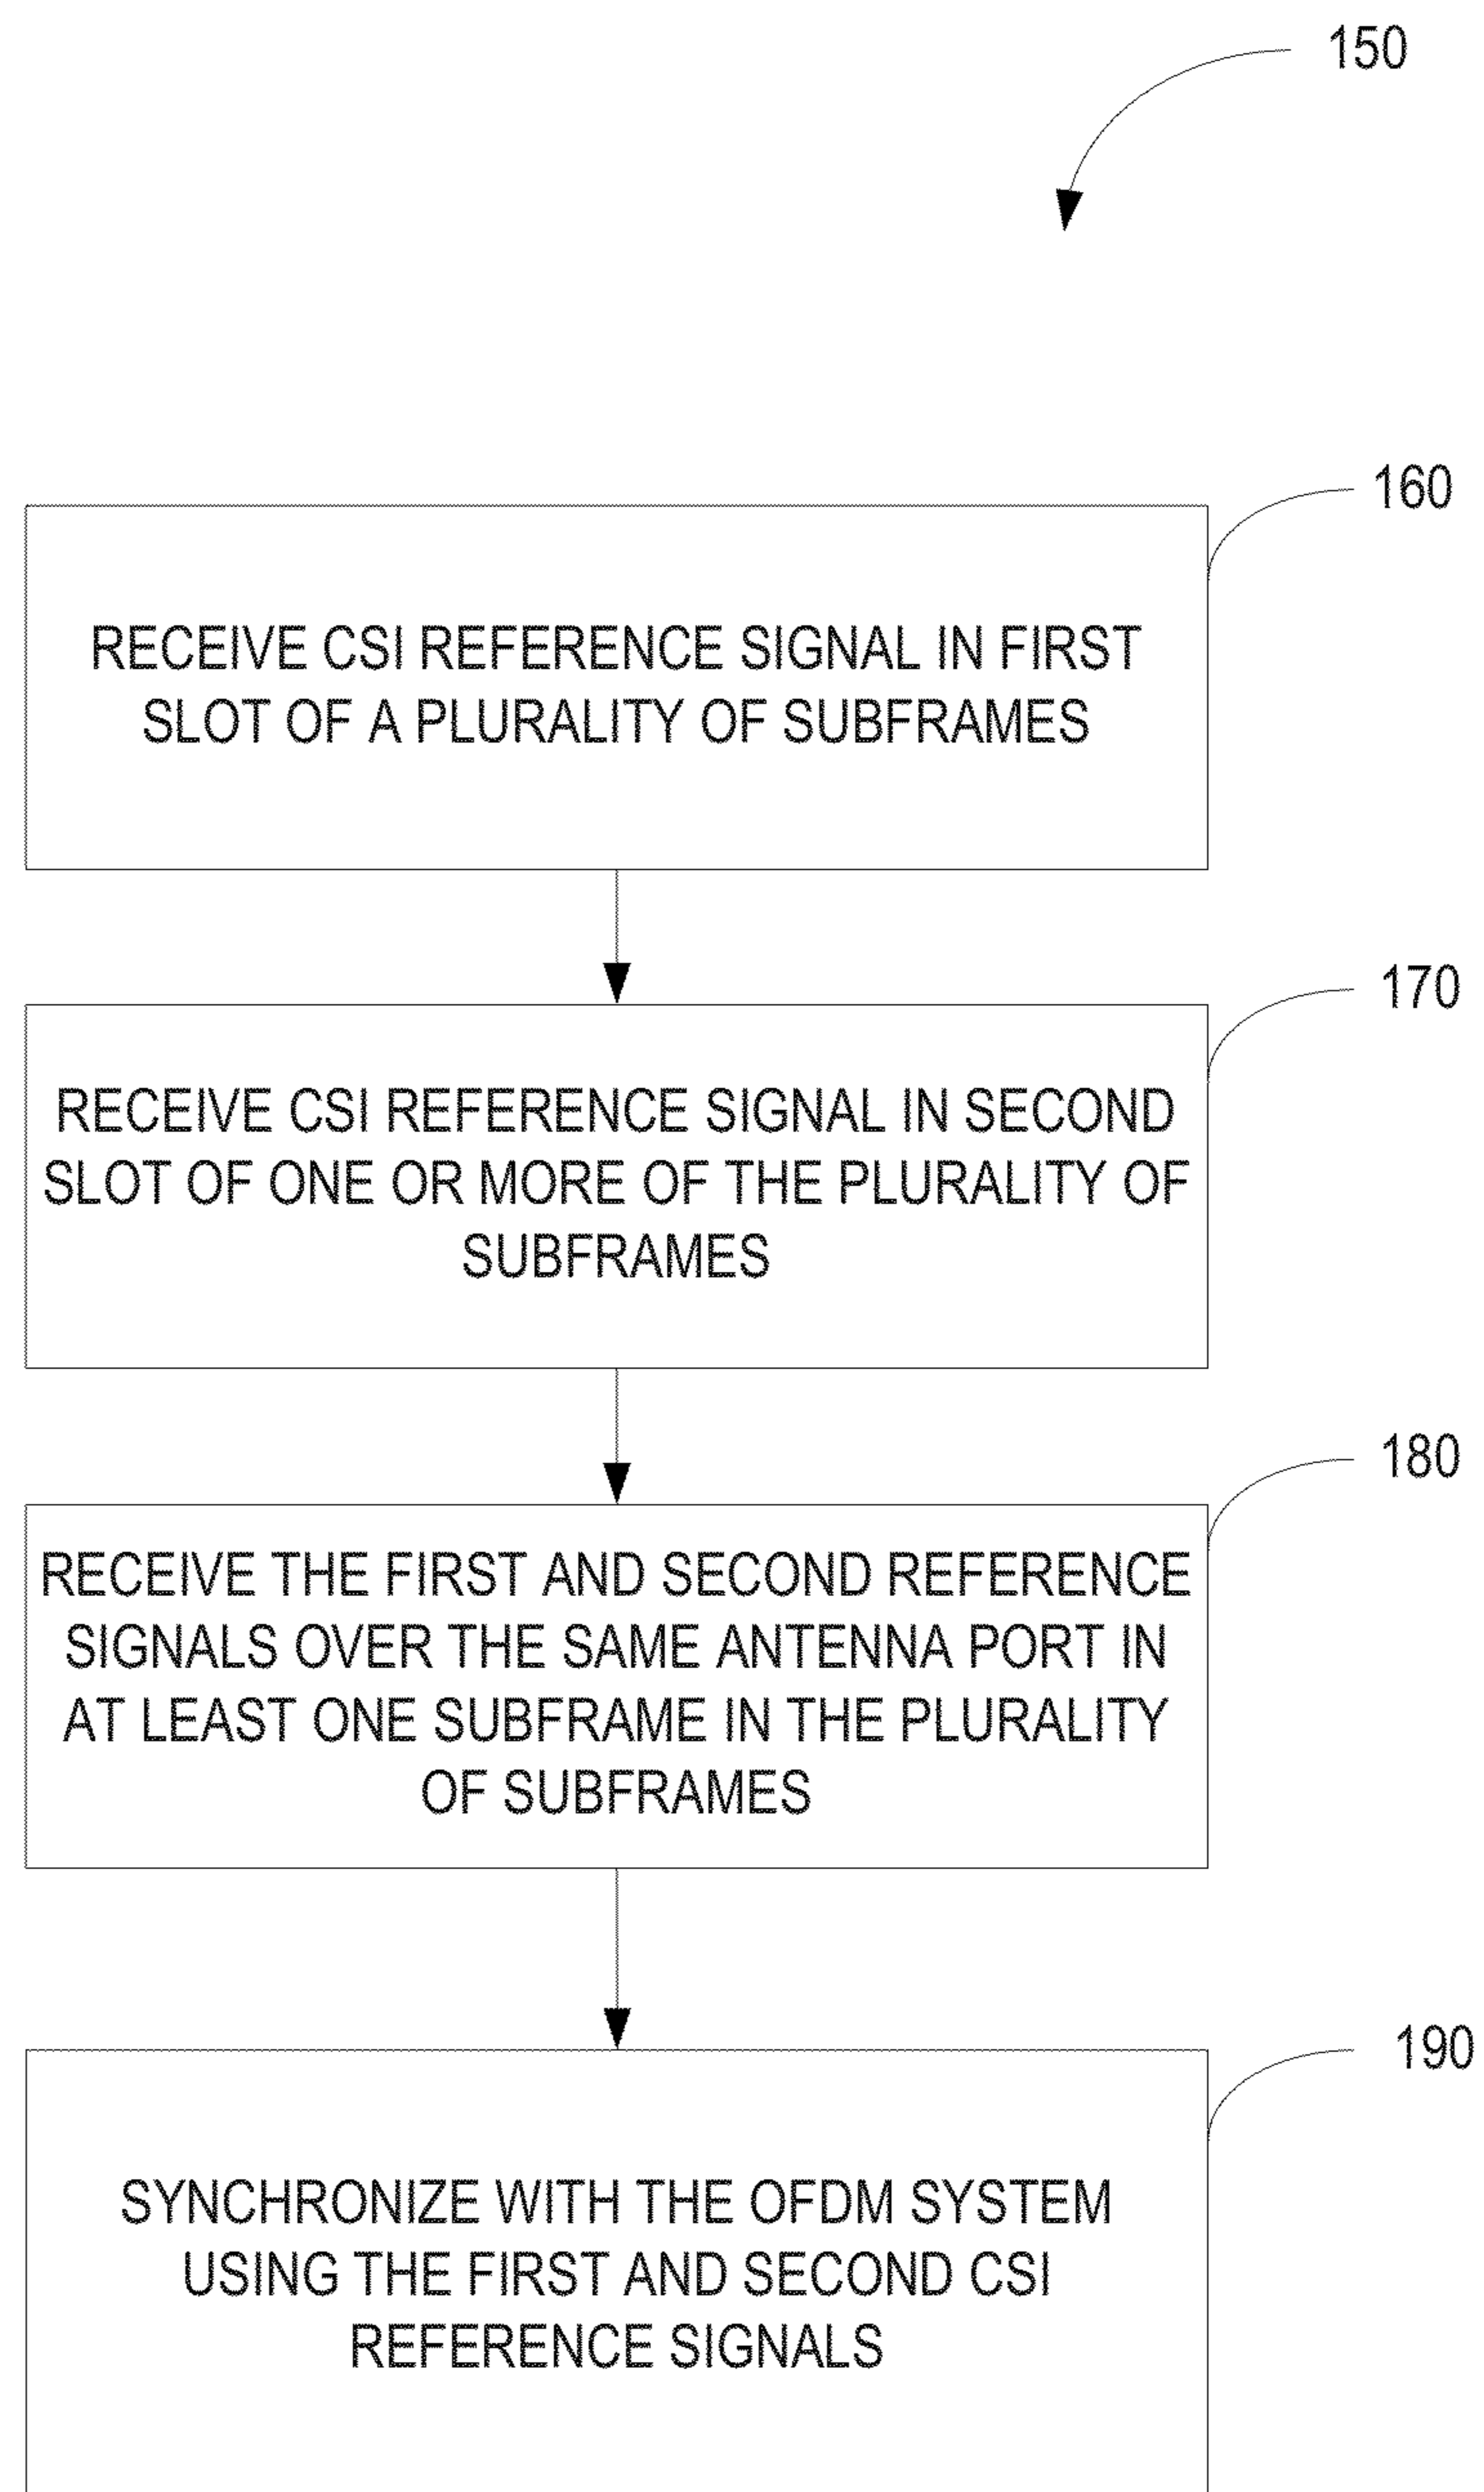 150
160
RECEIVE CSI REFERENCE SIGNAL IN FIRST
SLOT OF A PLURALITY OF SUBFRAMES
170
RECEIVE CSI REFERENCE SIGNAL IN SECOND
SLOT OF ONE OR MORE OF THE PLURALITY OF
SUBFRAMES
180
RECEIVE THE FIRST AND SECOND REFERENCE
SIGNALS OVER THE SAME ANTENNA PORT IN
AT LEAST ONE SUBFRAME IN THE PLURALITY
OF SUBFRAMES
190
SYNCHRONIZE WITH THE OFDM SYSTEM
USING THE FIRST AND SECOND CSI
REFERENCE SIGNALS